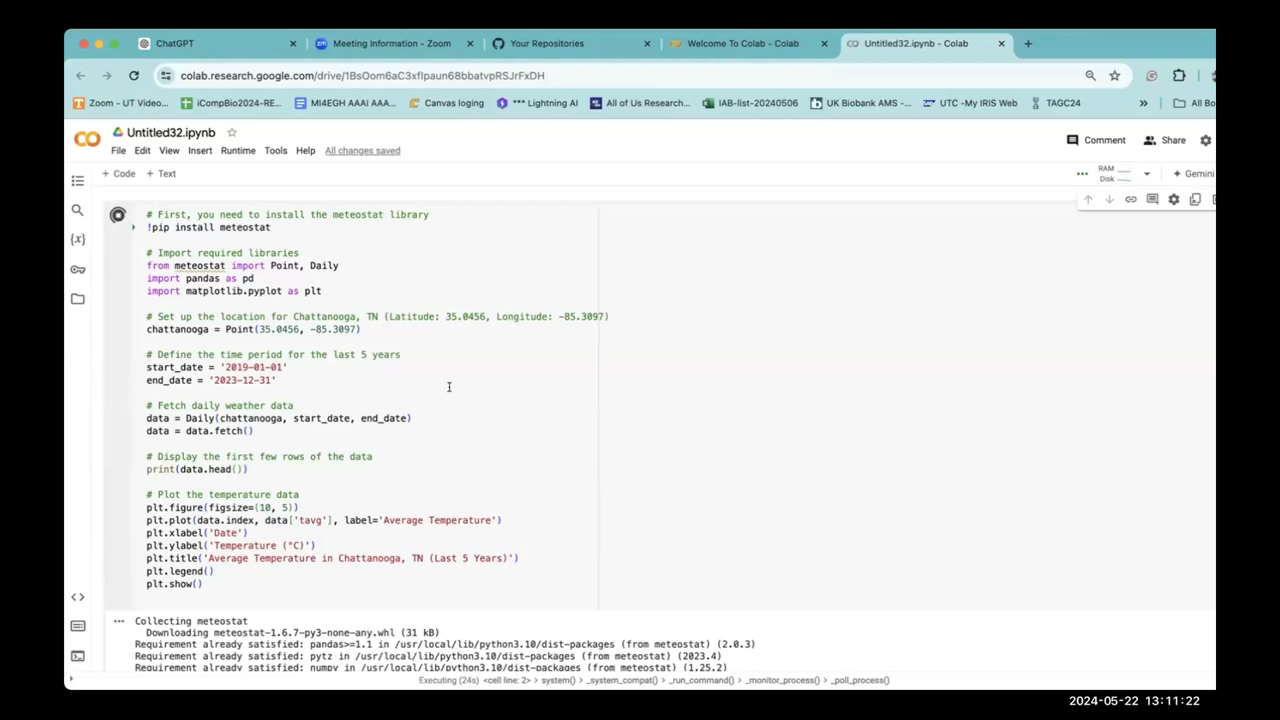 ChatGPT
Meeting Information - Zoom
Your Repositories
Welcome To Colab - Colab
Untitled32.ipynb - Colab
colab.research.google.com/drive/1BsOom6aC3xfIpaun68bbatvpRSJrFxDH
Zoom - UT Video...
iCompBio2024-RE...
MI4EGH AAAI AAA...
Canvas loging
*** Lightning AI
All of Us Research...
IAB-list-20240506
UK Biobank AMS -...
UTC -My IRIS Web
TAGC24
»
All Bo
Untitled32.ipynb
Comment
Share
File Edit View Insert Runtime Tools Help All changes saved
+ Code + Text
RAM
Disk
Gemini
# First, you need to install the meteostat library
!pip install meteostat
# Import required libraries
from meteostat import Point, Daily
import pandas as pd
import matplotlib.pyplot as plt
# Set up the location for Chattanooga, TN (Latitude: 35.0456, Longitude: -85.3097)
chattanooga = Point(35.0456, -85.3097)
# Define the time period for the last 5 years
start_date = '2019-01-01'
end_date = '2023-12-31'
# Fetch daily weather data
data = Daily(chattanooga, start_date, end_date)
data = data.fetch()
# Display the first few rows of the data
print(data.head())
# Plot the temperature data
plt.figure(figsize=(10, 5))
plt.plot(data.index, data['tavg'], label='Average Temperature')
plt.xlabel('Date')
plt.ylabel('Temperature (°C)')
plt.title('Average Temperature in Chattanooga, TN (Last 5 Years)')
plt.legend()
plt.show()
Collecting meteostat
Downloading meteostat-1.6.7-py3-none-any.whl (31 kB)
Requirement already satisfied: pandas>=1.1 in /usr/local/lib/python3.10/dist-packages (from meteostat) (2.0.3)
Requirement already satisfied: pytz in /usr/local/lib/python3.10/dist-packages (from meteostat) (2023.4)
Requirement already satisfied: numpy in /usr/local/lib/python3.10/dist-packages (from meteostat) (1.25.2)
Executing (24s) <cell line: 2> > system() > _system_compat() > _run_command() > _monitor_process() > _poll_process()
2024-05-22 13:11:22